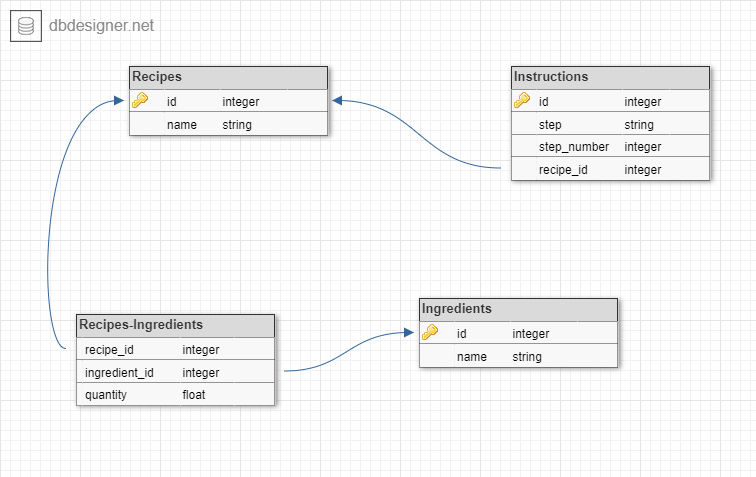 dbdesigner.net
Recipes
id integer
name string
Instructions
id integer
step string
step_number integer
recipe_id integer
Recipes-Ingredients
recipe_id integer
ingredient_id integer
quantity float
Ingredients
id integer
name string